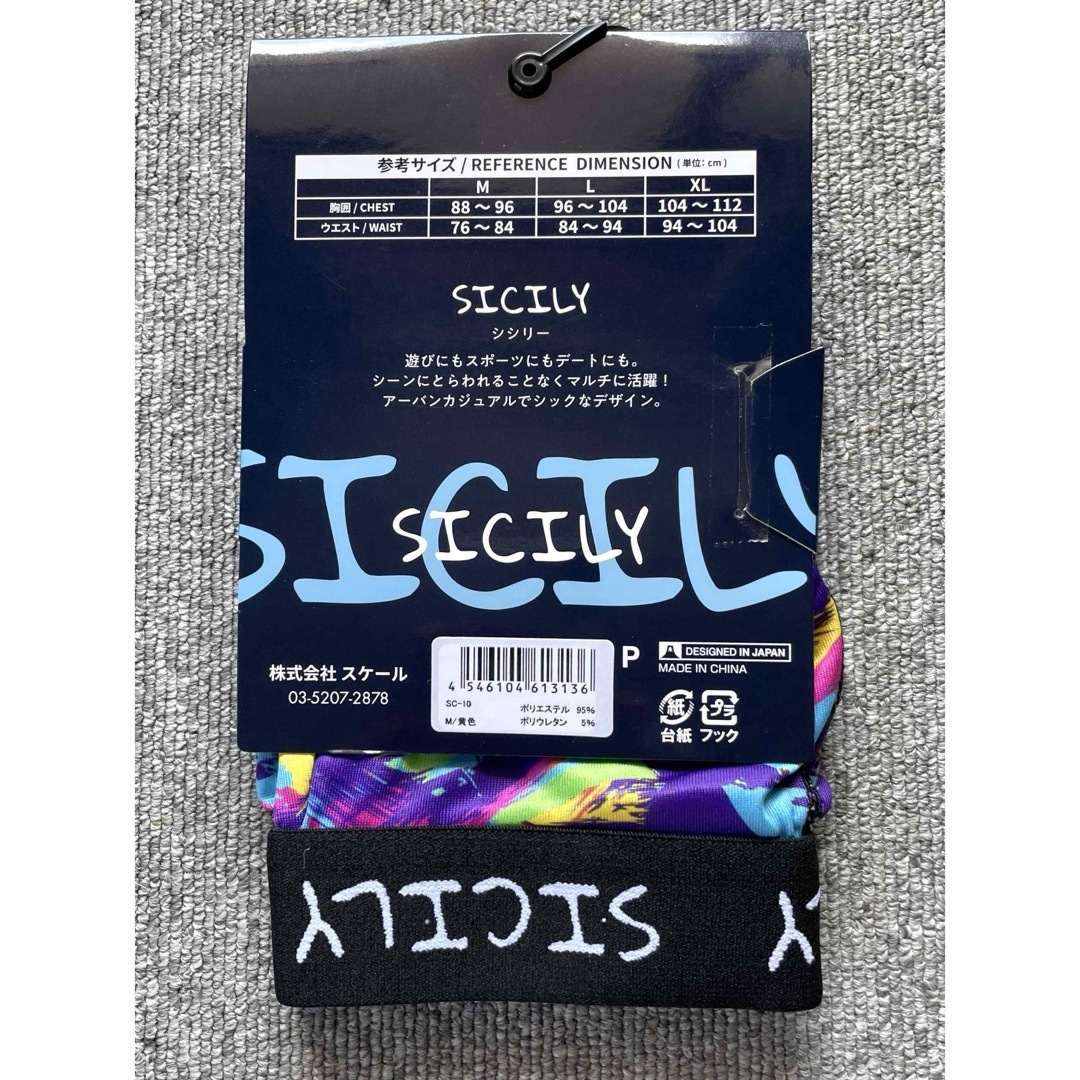 参考サイズ / REFERENCE DIMENSION (単位: cm)
M L XL
胸囲 / CHEST 88～96 96～104 104～112
ウエスト / WAIST 76～84 84～94 94～104
SICILY
シシリー
遊びにもスポーツにもデートにも。
シーンにとらわれることなくマルチに活躍！
アーバンカジュアルでシックなデザイン。
SICILY
SICILY
株式会社 スケール
03-5207-2878
4 546104 613136
SC-10 ポリエステル 95%
M/黄色 ポリウレタン 5%
P
DESIGNED IN JAPAN
MADE IN CHINA
紙 プラ
台紙 フック
SICILY
LY